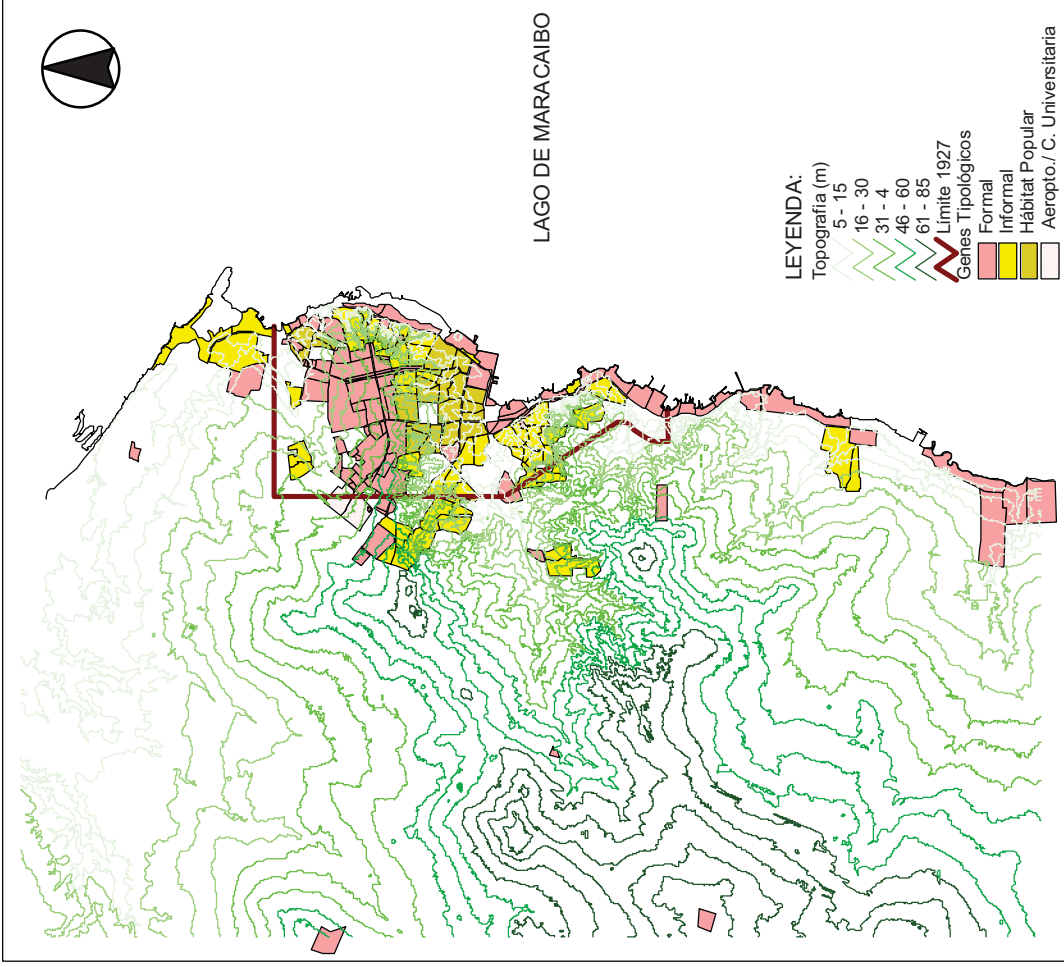 LAGO DE MARACAIBO
LEYENDA:
Topografia (m)
5 - 15
16 - 30
31 - 4
46 - 60
61 - 85
Límite 1927
Genes Tipológicos
Formal
Informal
Hábitat Popular
Aeropto./ C. Universitaria